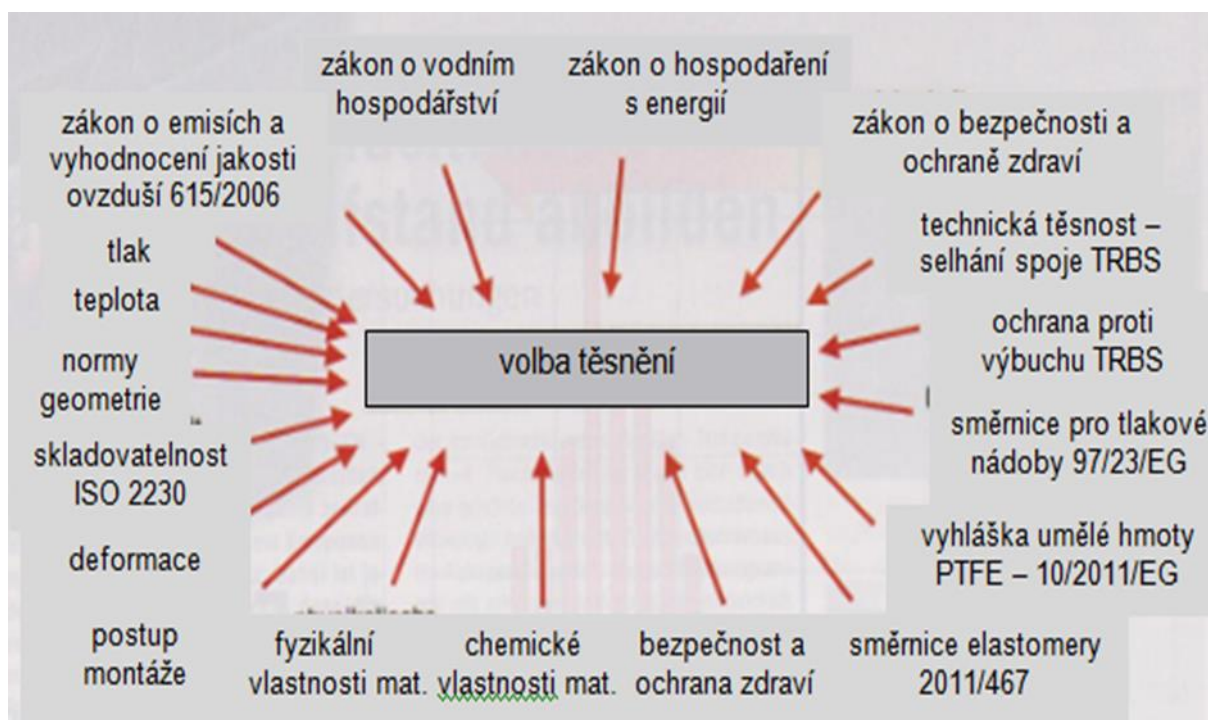 zákon o vodním
hospodářství
zákon o hospodaření
s energií
zákon o emisích a
vyhodnocení jakosti
ovzduší 615/2006
zákon o bezpečnosti a
ochraně zdraví
tlak
teplota
normy
geometrie
skladovatelnost
ISO 2230
deformace
postup
montáže
volba těsnění
technická těsnost –
selhání spoje TRBS
ochrana proti
výbuchu TRBS
směrnice pro tlakové
nádoby 97/23/EG
vyhláška umělé hmoty
PTFE – 10/2011/EG
fyzikální
vlastnosti mat.
chemické
vlastnosti mat.
bezpečnost a
ochrana zdraví
směrnice elastomery
2011/467